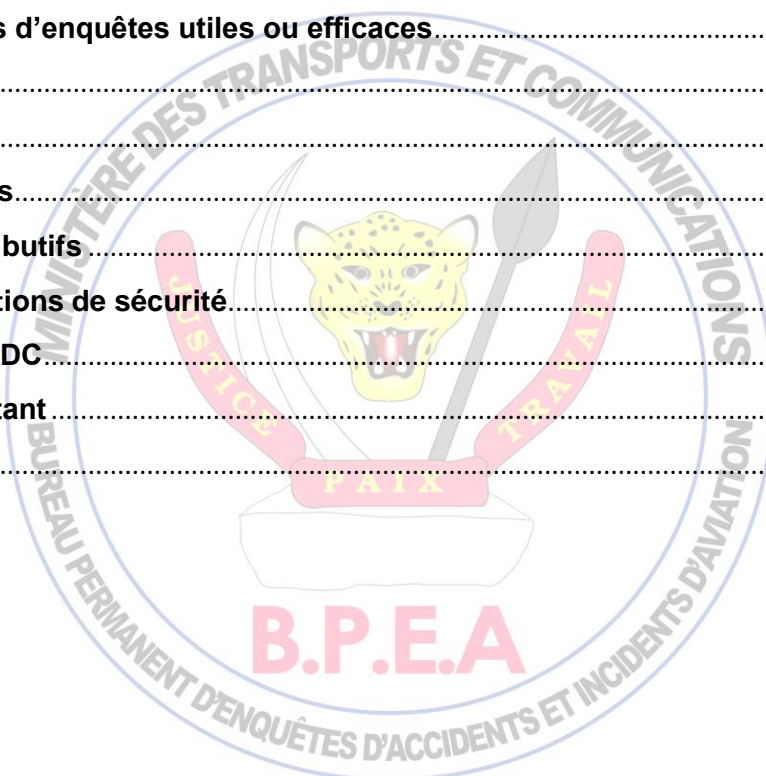 s d’enquêtes utiles ou efficaces........................................................
................................................................................................
................................................................................................
s................................................................................................
butifs................................................................................................
tions de sécurité................................................................................
DC................................................................................................
tant................................................................................................
................................................................................................
MINISTÈRE DES TRANSPORTS ET COMMUNICATIONS
JUSTICE
PAIX
TRAVAIL
B.P.E.A
BUREAU PERMANENT D'ENQUÊTES D'ACCIDENTS ET INCIDENTS D'AVIATION